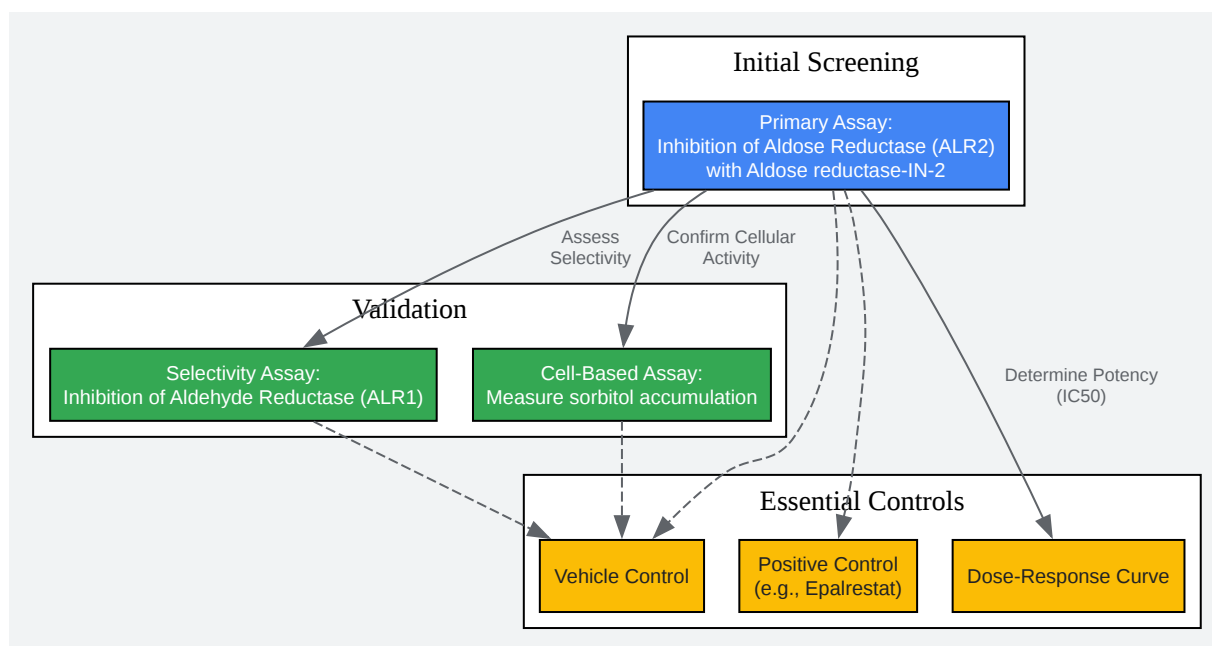 Initial Screening
Primary Assay:
Inhibition of Aldose Reductase (ALR2)
with Aldose reductase-IN-2
Assess
Selectivity
Confirm Cellular
Activity
Validation
Selectivity Assay:
Inhibition of Aldehyde Reductase (ALR1)
Cell-Based Assay:
Measure sorbitol accumulation
Determine Potency
(IC50)
Essential Controls
Vehicle Control
Positive Control
(e.g., Epalrestat)
Dose-Response Curve